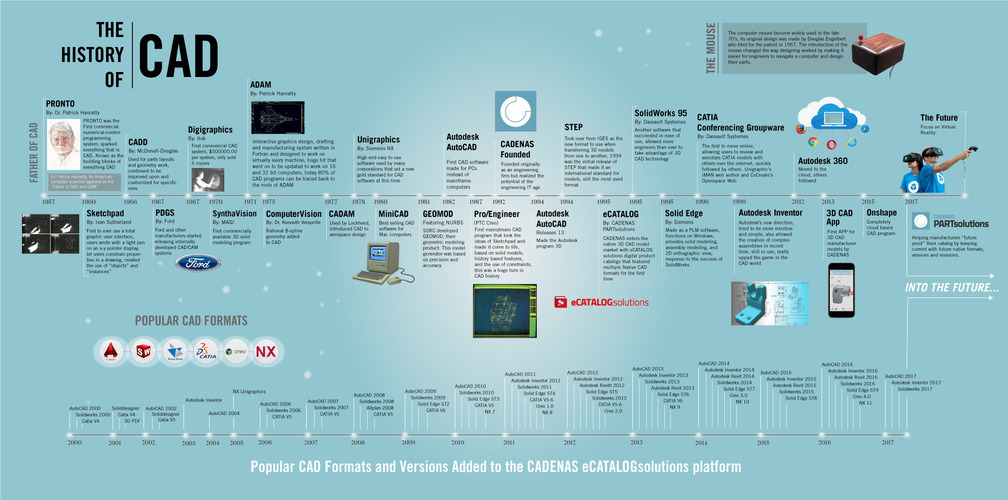 THE
HISTORY
OF
CAD
THE MOUSE
The computer mouse become widely used in the late
70's, its original design was made by Douglas Engelbert
who filed for the patent in 1967. The introduction of the
mouse changed the way designing worked by making it
easier for engineers to navigate a computer and design
their parts.
FATHER OF CAD
PRONTO
By: Dr. Patrick Hanratty
PRONTO was the
First commercial
numerical-control
programming
system, sparked
everything that is
CAD. Known as the
building blocks of
everything CAD
Dr. Patrick Hanratty, An American
computer scientist regarded as the
"Father of CAD and CAM"
CADD
By: McDonnell-Douglas
Used for parts layouts
and geometry work,
continued to be
improved upon and
customized for specific
users
Digigraphics
By: Itek
First commercial CAD
system, $500000.00
per system, only sold
6 copies
ADAM
By: Patrick Hanratty
Interactive graphics design, drafting
and manufacturing system written in
Fortran and designed to work on
virtually every machine, huge hit that
went on to be updated to work on 16
and 32 bit computers, today 80% of
CAD programs can be traced back to
the roots of ADAM
Unigraphics
By: Siemens NX
High end easy to use
software used by many
corporations that set a new
gold standard for CAD
software at this time
Autodesk
AutoCAD
First CAD software
made for PCs
instead of
mainframe
computers
CADENAS
Founded
Founded originally
as an engineering
firm but realized the
potential of the
engineering IT age
STEP
Took over from IGES as the
new format to use when
transferring 3D models
from one to another, 1994
was the initial release of
STEP that made it an
international standard for
models, still the most used
format
SolidWorks 95
By: Dassault Systemes
Another software that
succeeded in ease of
use, allowed more
engineers than ever to
take advantage of 3D
CAD technology
CATIA
Conferencing Groupware
By: Dassault Systemes
The first to move online,
allowing users to review and
annotate CATIA models with
others over the internet, quickly
followed by others Unigraphic's
iMAN web author and CoCreate's
Openspace Web
Autodesk 360
Moved to the
cloud, others
followed
The Future
Focus on Virtual
Reality
1957 1960 1966 1967 1970 1971 1975 1977 1978 1980 1981 1982 1987 1992 1994 1994 1995 1995 1996 1999 2012 2013 2015 2017
Sketchpad
By: Ivan Sutherland
First to ever use a total
graphic user interface,
users wrote with a light pen
on an x-y pointer display,
let users constrain proper-
ties in a drawing, created
the use of "objects" and
"instances"
PDGS
By: Ford
Ford and other
manufacturers started
releasing internally
developed CAD/CAM
systems
Ford
SynthaVision
By: MAGI
First commercially
available 3D solid
modeling program
ComputerVision
By: Dr. Kenneth Versprille
Rational B-spline
geometry added
to CAD
CADAM
Used by Lockheed,
introduced CAD to
aerospace design
MiniCAD
Best selling CAD
software for
Mac computers
GEOMOD
Featuring NURBS
SDRC developed
GEOMOD, their
geometric modeling
product. This model
generator was based
on precision and
accuracy
Pro/Engineer
(PTC Creo)
First mainstream CAD
program that took the
ideas of Sketchpad and
made it come to life,
based on solid models,
history based features,
and the use of constraints,
this was a huge turn in
CAD history
Autodesk
AutoCAD
Releases 13
Made the Autodesk
program 3D
eCATALOG
By: CADENAS
PARTsolutions
CADENAS enters the
native 3D CAD model
market with eCATALOG
solutions digital product
catalogs that featured
multiple Native CAD
formats for the first
time
eCATALOGsolutions
Solid Edge
By: Siemens
Made as a PLM software,
functions on Windows,
provides solid modeling,
assembly modeling, and
2D orthographic view,
response to the success of
SolidWorks
Autodesk Inventor
Autodesk's new direction,
tried to be more intuitive
and simple, also allowed
the creation of complex
assemblies in record
time, still in use, really
upped the game in the
CAD world
3D CAD
App
First APP for
3D CAD
manufacturer
models by
CADENAS
Onshape
Completely
cloud based
CAD program
CADENAS
PARTsolutions
Helping manufacturers "Future
proof" their catalog by keeping
current with future native formats,
versions and revisions.
INTO THE FUTURE...
POPULAR CAD FORMATS
SW
CATIA
creo
NX
AutoCAD 2000
Solidworks 2000
Catia V4
Soliddesigner
Catia V4
3D PDF
AutoCAD 2002
Solidworks
Catia V5
Autodesk Inventor
AutoCAD 2004
NX Unigraphics
AutoCAD 2006
Solidworks 2006
CATIA V5
AutoCAD 2007
Solidworks 2007
CATIA V5
AutoCAD 2008
Solidworks 2008
Allplan 2008
CATIA V5
AutoCAD 2009
Solidworks 2009
Solid Edge ST2
CATIA V6
AutoCAD 2010
Solidworks 2010
Solid Edge ST3
CATIA V5
NX 7
AutoCAD 2011
Autodesk Inventor 2011
Solidworks 2011
Solid Edge ST4
CATIA V5-6
Creo 1.0
NX 8
AutoCAD 2012
Autodesk Inventor 2012
Autodesk Revit 2012
Solid Edge ST5
Solidworks 2012
CATIA V5-6
Creo 2.0
AutoCAD 2013
Autodesk Inventor 2013
Solidworks 2013
Autodesk Revit 2013
Solid Edge ST6
CATIA V6
NX 9
AutoCAD 2014
Autodesk Inventor 2014
Autodesk Revit 2014
Solidworks 2014
Solid Edge ST7
Creo 3.0
NX 10
AutoCAD 2015
Autodesk Inventor 2015
Autodesk Revit 2015
Solidworks 2015
Solid Edge ST8
AutoCAD 2016
Autodesk Inventor 2016
Autodesk Revit 2016
Solidworks 2016
Solid Edge ST9
Creo 4.0
NX 11
AutoCAD 2017
Autodesk Inventor 2017
Solidworks 2017
2000 2001 2002 2003 2004 2005 2006 2007 2008 2009 2010 2011 2012 2013 2014 2015 2016 2017
Popular CAD Formats and Versions Added to the CADENAS eCATALOGsolutions platform